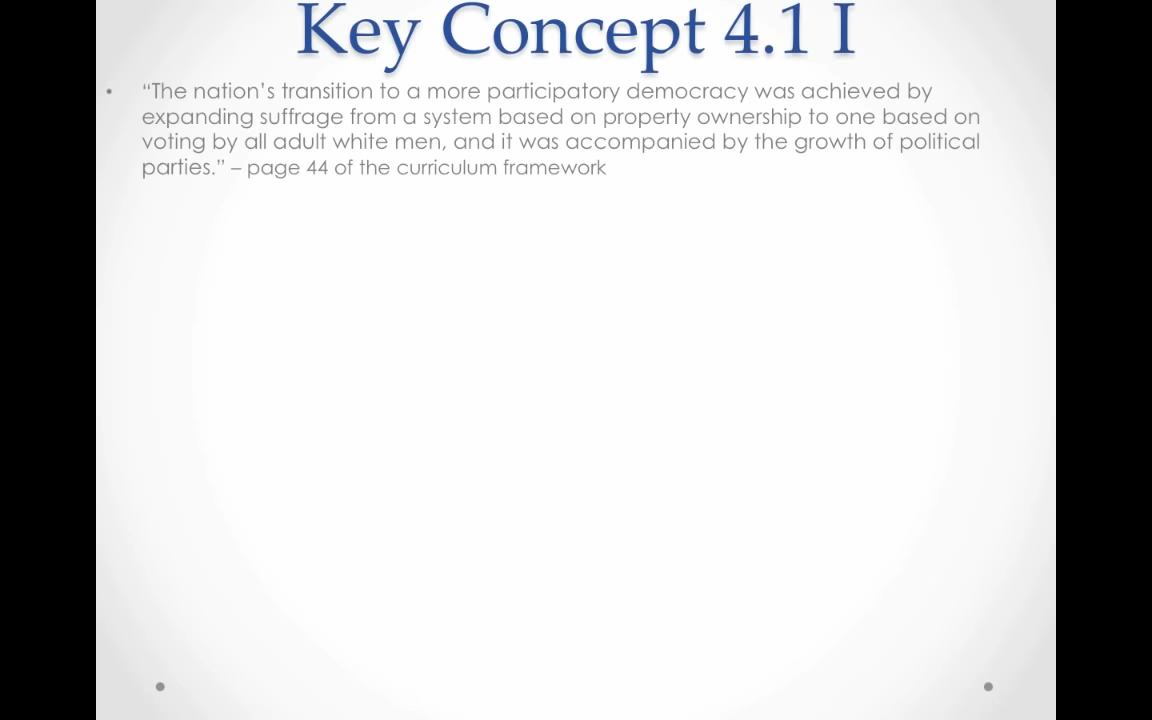 Key Concept 4.1 I
• “The nation’s transition to a more participatory democracy was achieved by
expanding suffrage from a system based on property ownership to one based on
voting by all adult white men, and it was accompanied by the growth of political
parties.” – page 44 of the curriculum framework